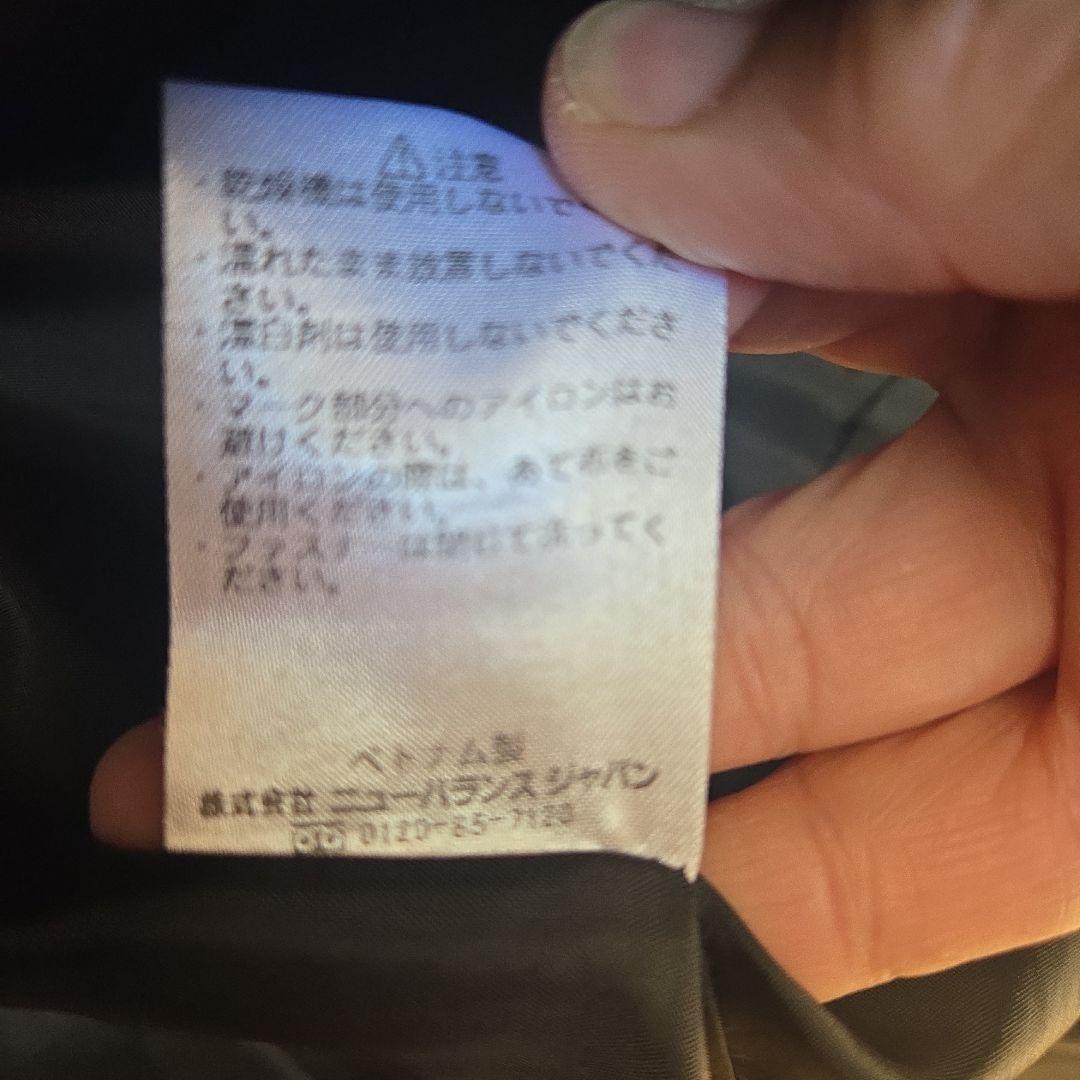 注意
・乾燥機は使用しないで
い。
・濡れたまま放置しないでくだ
さい。
・漂白剤は使用しないでくださ
い。
・マーク部分へのアイロンはお
避けください。
・アイロンの際は、あて布をご
使用ください。
・ファスナーは閉じて洗ってく
ださい。
ベトナム製
株式会社 ニューバランスジャパン
0120-85-7120